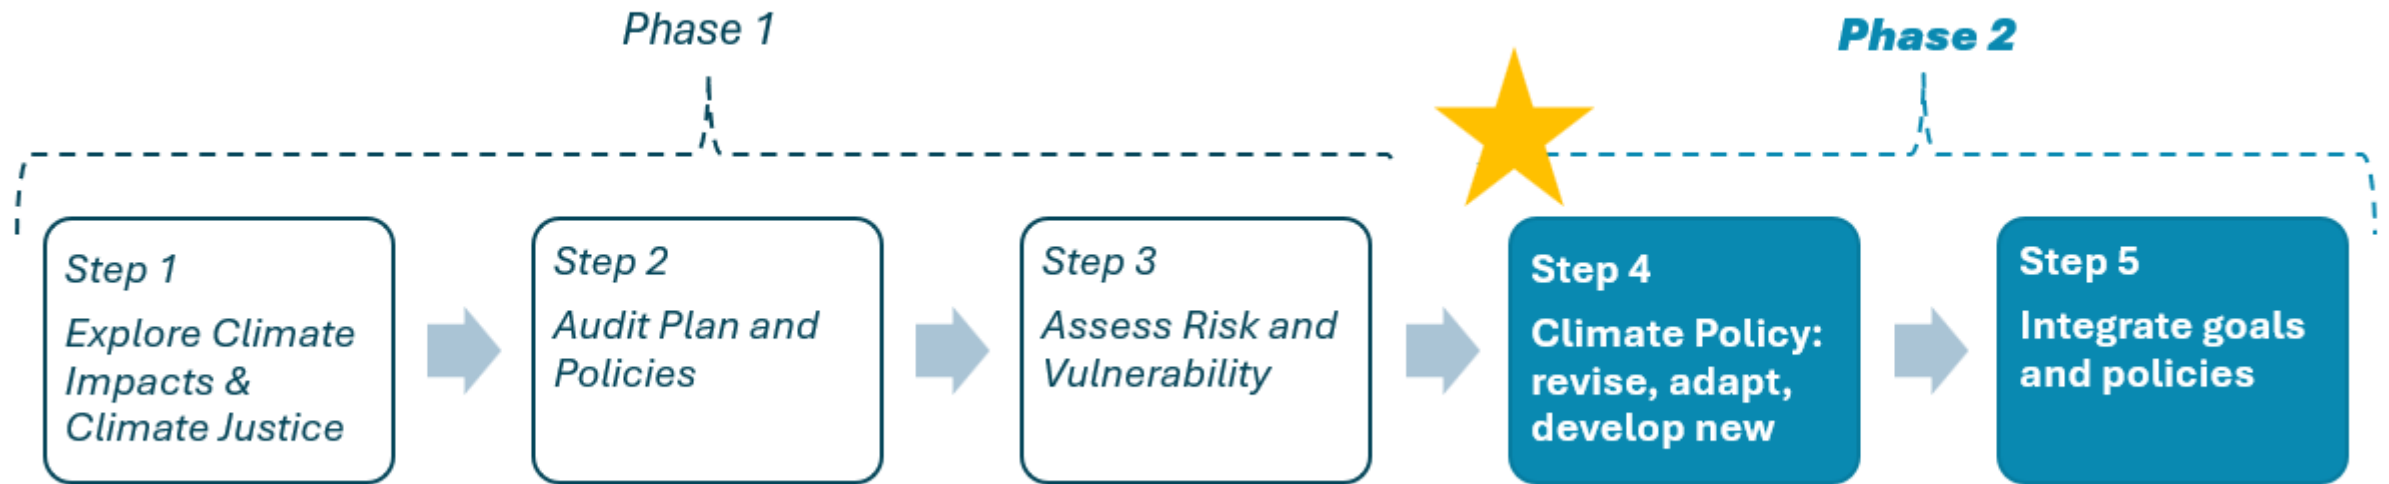 Phase 1
Phase 2
Step 1
Explore Climate
Impacts &
Climate Justice
Step 2
Audit Plan and
Policies
Step 3
Assess Risk and
Vulnerability
Step 4
Climate Policy:
revise, adapt,
develop new
Step 5
Integrate goals
and policies